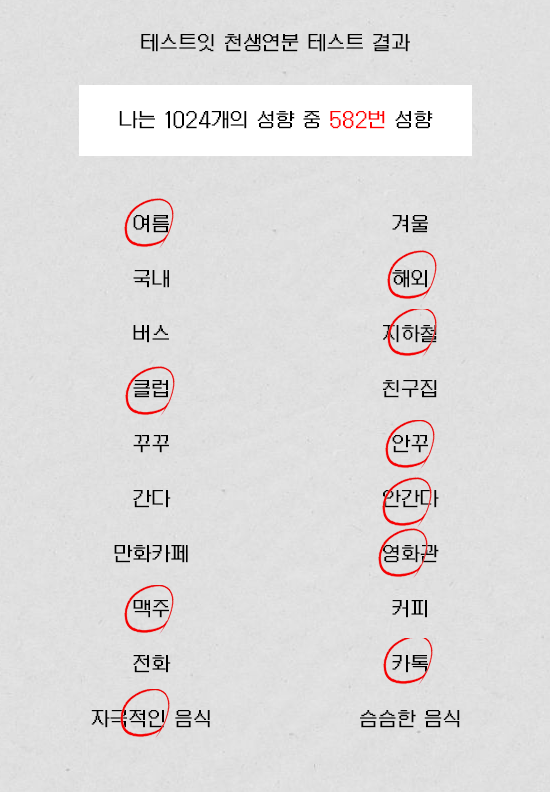 테스트잇 천생연분 테스트 결과
나는 1024개의 성향 중 582번 성향
여름 겨울
국내 해외
버스 지하철
클럽 친구집
꾸꾸 안꾸
간다 안간다
만화카페 영화관
맥주 커피
전화 카톡
자극적인 음식 슴슴한 음식